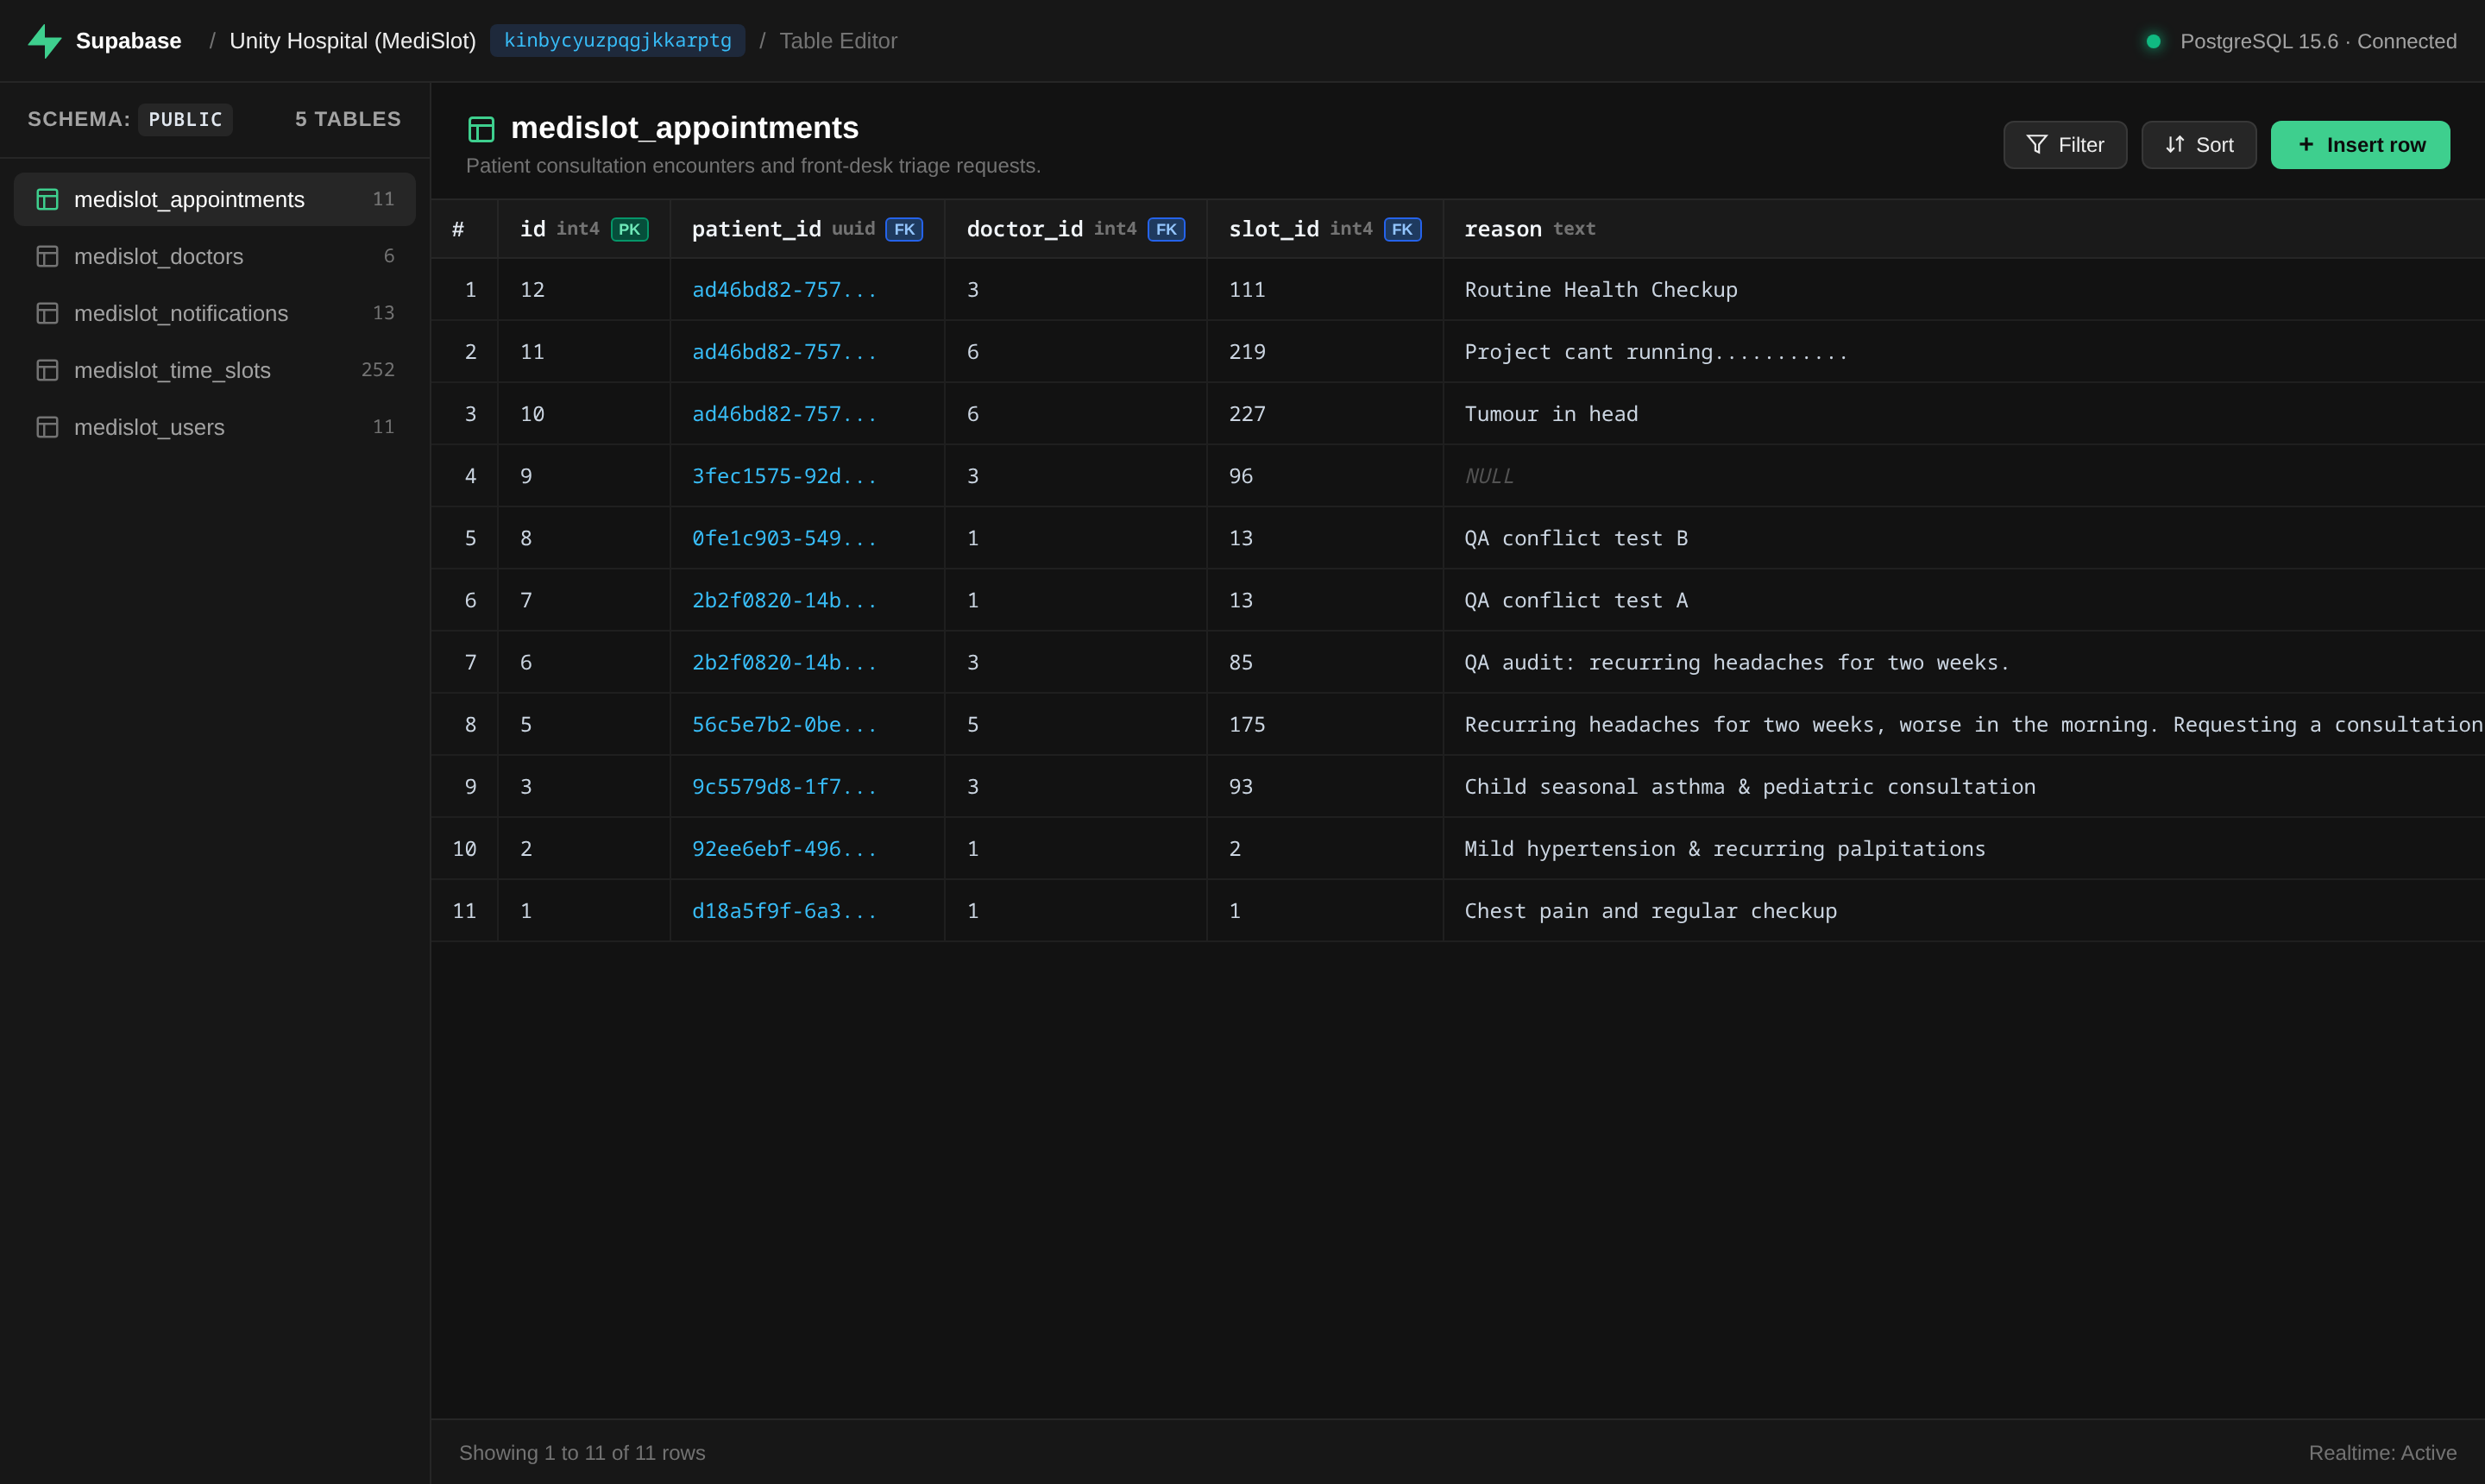 Supabase / Unity Hospital (MediSlot) kinbycyuzpqgjkkarptg / Table Editor PostgreSQL 15.6 · Connected
SCHEMA: PUBLIC 5 TABLES
medislot_appointments 11
medislot_doctors 6
medislot_notifications 13
medislot_time_slots 252
medislot_users 11
medislot_appointments
Patient consultation encounters and front-desk triage requests.
Filter Sort + Insert row
# id int4 PK patient_id uuid FK doctor_id int4 FK slot_id int4 FK reason text
1 12 ad46bd82-757... 3 111 Routine Health Checkup
2 11 ad46bd82-757... 6 219 Project cant running...........
3 10 ad46bd82-757... 6 227 Tumour in head
4 9 3fec1575-92d... 3 96 NULL
5 8 0fe1c903-549... 1 13 QA conflict test B
6 7 2b2f0820-14b... 1 13 QA conflict test A
7 6 2b2f0820-14b... 3 85 QA audit: recurring headaches for two weeks.
8 5 56c5e7b2-0be... 5 175 Recurring headaches for two weeks, worse in the morning. Requesting a consultation
9 3 9c5579d8-1f7... 3 93 Child seasonal asthma & pediatric consultation
10 2 92ee6ebf-496... 1 2 Mild hypertension & recurring palpitations
11 1 d18a5f9f-6a3... 1 1 Chest pain and regular checkup
Showing 1 to 11 of 11 rows Realtime: Active